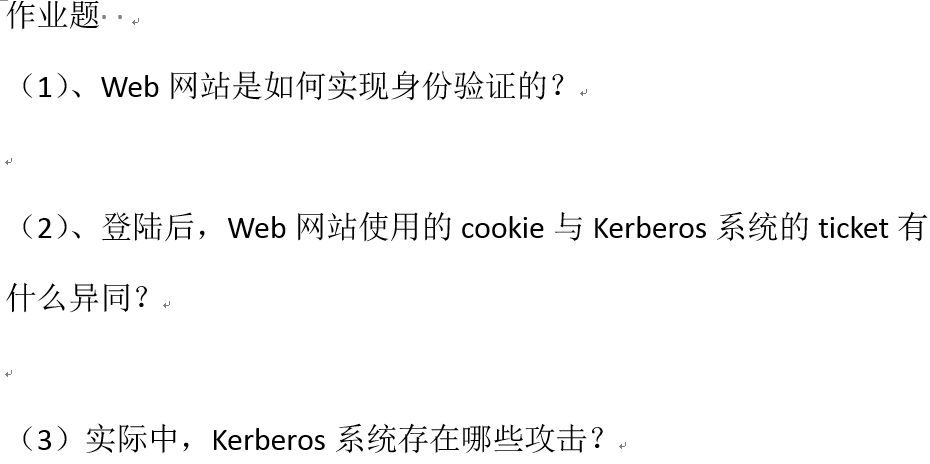 作业题
（1）、Web 网站是如何实现身份验证的？
（2）、登陆后，Web 网站使用的 cookie 与 Kerberos 系统的 ticket 有
什么异同？
（3）实际中，Kerberos 系统存在哪些攻击？